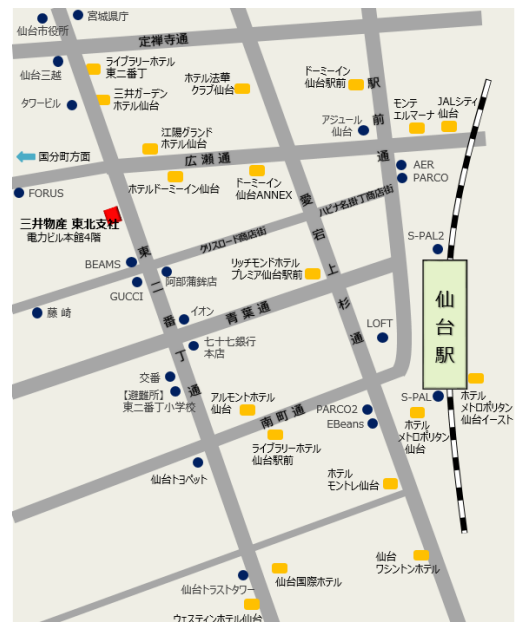 宮城県庁
仙台市役所
定禅寺通
仙台三越
ライブラリーホテル
東二番丁
ホテル法華
クラブ仙台
ドーミーイン
仙台駅前
駅前通
タワービル
三井ガーデン
ホテル仙台
モンテ
エルマーナ
JALシティ
仙台
アジュール
仙台
江陽グランド
ホテル仙台
国分町方面
広瀬通
AER
PARCO
FORUS
ホテルドーミーイン仙台
ドーミーイン
仙台ANNEX
ハピナ名掛丁商店街
愛宕上杉通
三井物産 東北支社
電力ビル本館4階
東二番丁通
クリスロード商店街
S-PAL2
BEAMS
阿部蒲鉾店
リッチモンドホテル
プレミア仙台駅前
GUCCI
仙台駅
藤崎
イオン
青葉通
LOFT
七十七銀行
本店
交番
【避難所】
東二番丁小学校
アルモントホテル
仙台
南町通
PARCO2
EBeans
S-PAL
ホテル
メトロポリタン
仙台
ホテル
メトロポリタン
仙台イースト
ライブラリーホテル
仙台駅前
仙台トヨペット
ホテル
モントレ仙台
仙台
ワシントンホテル
仙台国際ホテル
仙台トラストタワー
ウェスティンホテル仙台